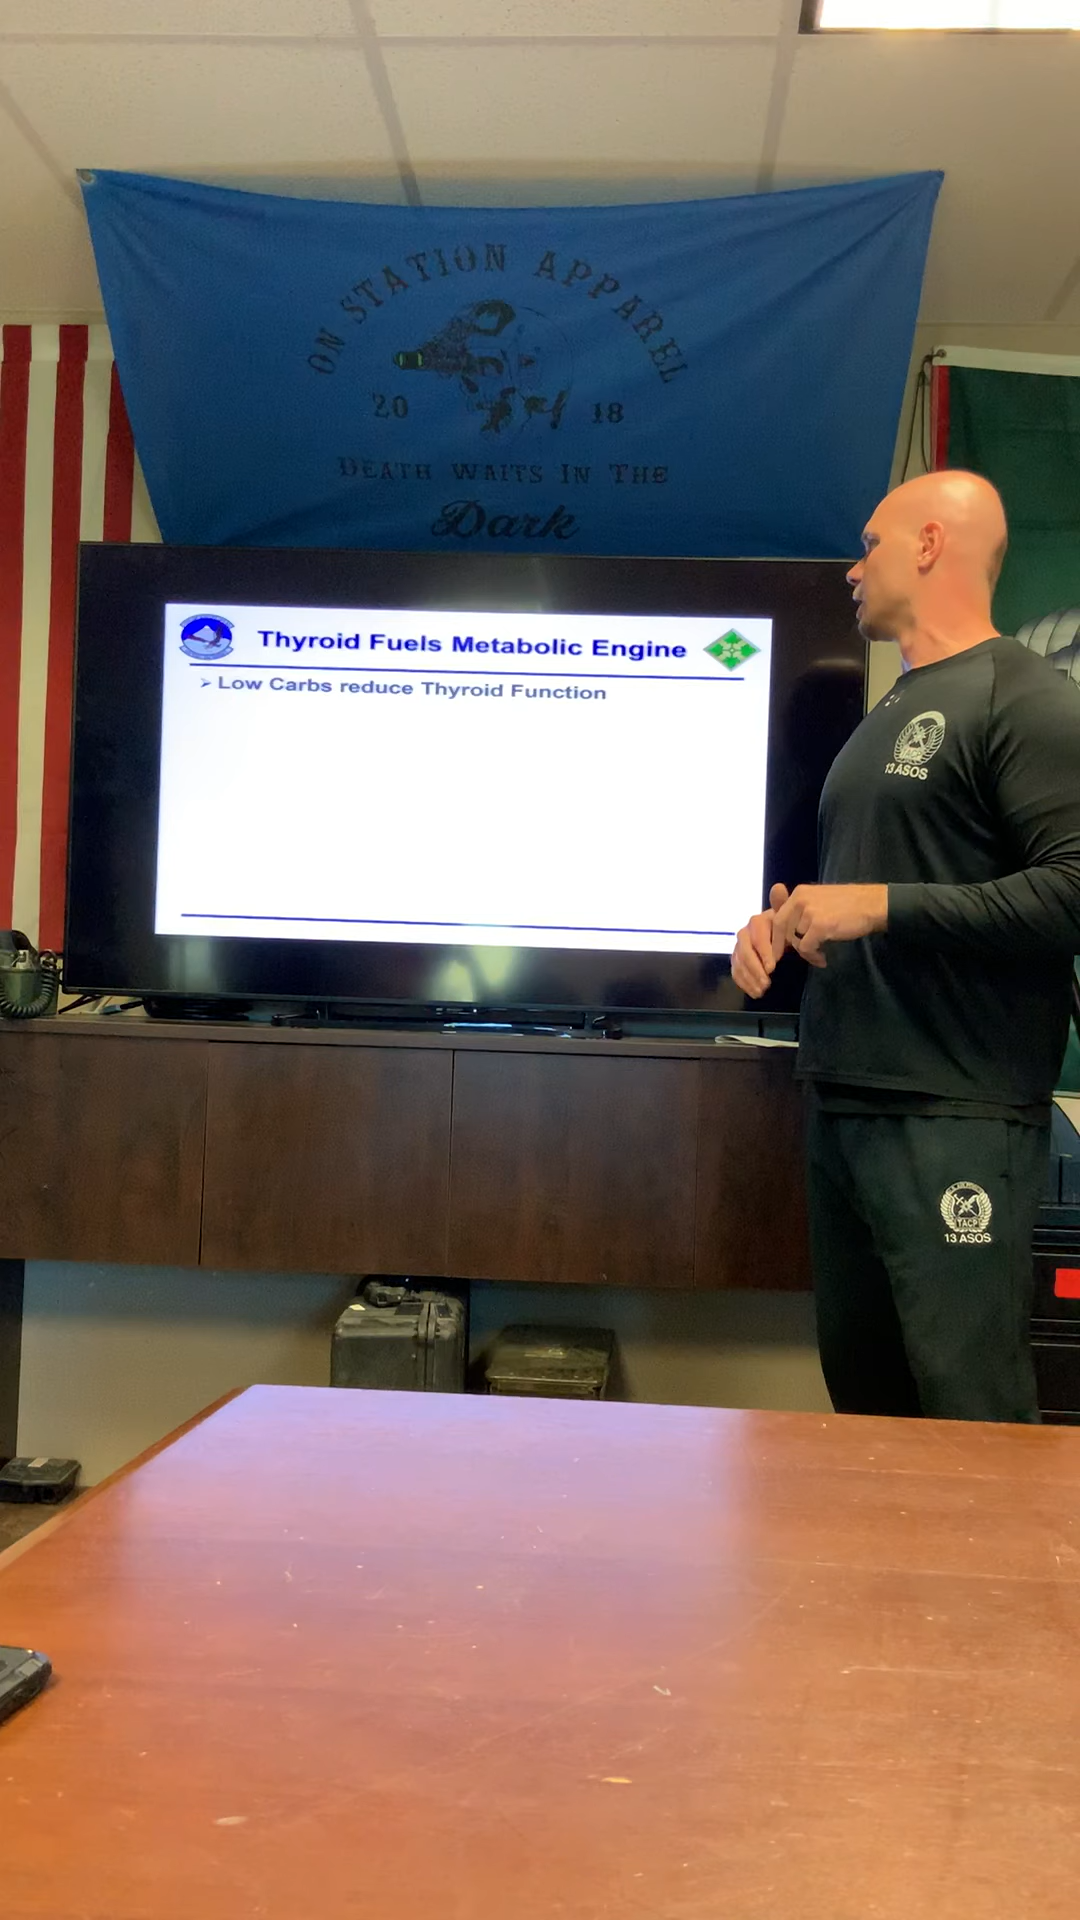 ON STATION APPAREL
20 18
DEATH WAITS IN THE
Dark
Thyroid Fuels Metabolic Engine
➢ Low Carbs reduce Thyroid Function
13 ASOS
TACP
13 ASOS